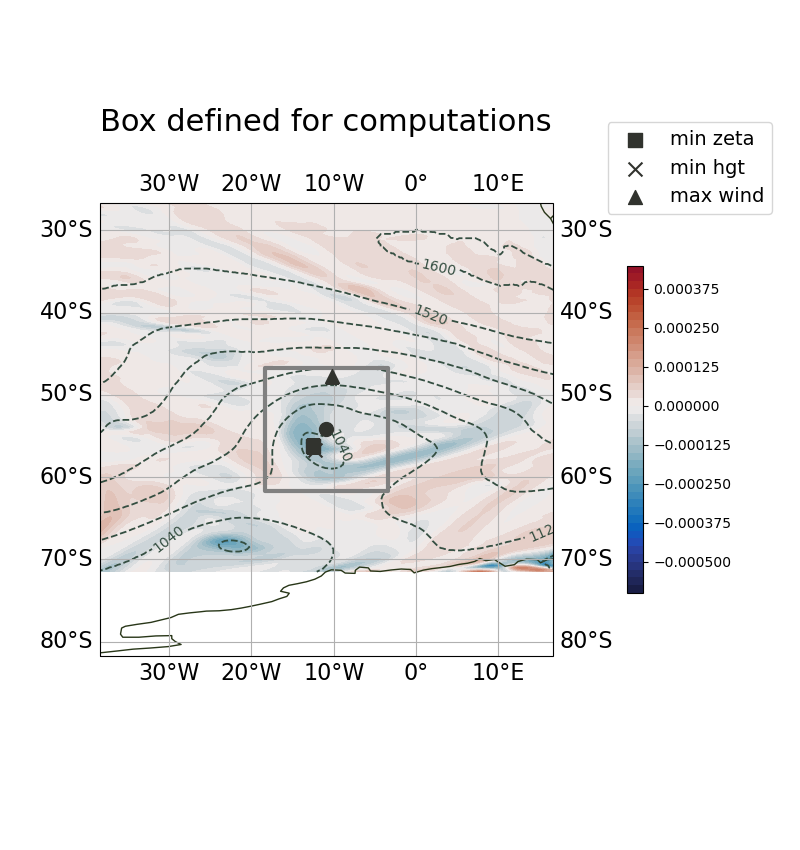 Box defined for computations
min zeta
min hgt
max wind
30°W 20°W 10°W 0° 10°E
30°S 30°S
40°S 40°S
50°S 50°S
60°S 60°S
70°S 70°S
80°S 80°S
1600
1520
1040
1040
112
30°W 20°W 10°W 0° 10°E
0.000375
0.000250
0.000125
0.000000
−0.000125
−0.000250
−0.000375
−0.000500